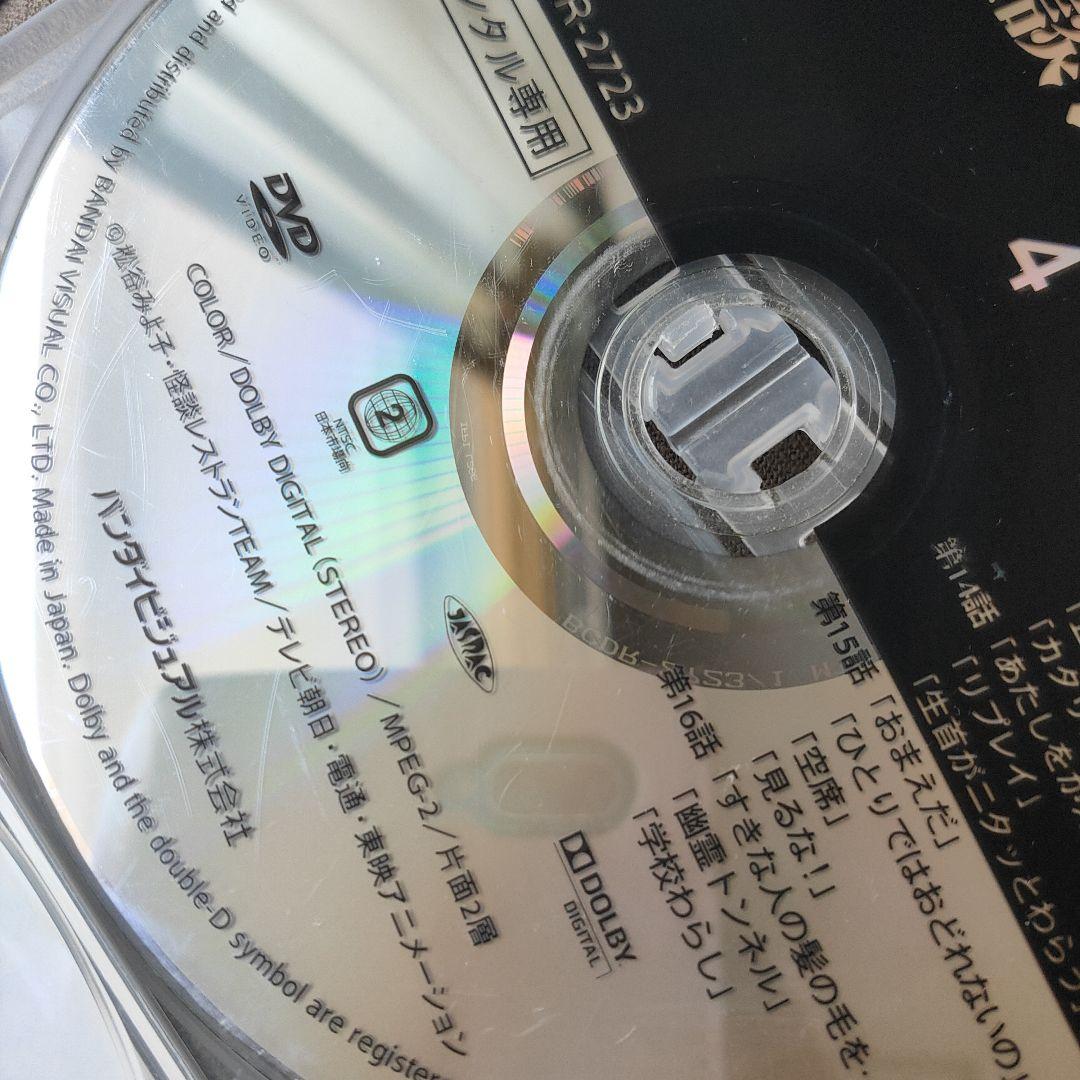 R-2723
ンタル専用
4
DVD
VIDEO
2
NTSC
日本市場向
COLOR/DOLBY DIGITAL(STEREO)/MPEG-2/片面2層
©松谷みよ子・怪談レストランTEAM/テレビ朝日・電通・東映アニメーション
バンダイビジュアル株式会社
ed and distributed by BANDAI VISUAL CO., LTD. Made in Japan. Dolby and the double-D symbol are register
JASRAC
DOLBY
DIGITAL
「カタリ
第14話「あたしをか
「リプレイ」
「生首がニタッとわらっ
第15話「おまえだ」
「ひとりではおどれないの」
「空席」
「見るな!」
第16話「すきな人の髪の毛を
「幽霊トンネル」
「学校わらし」